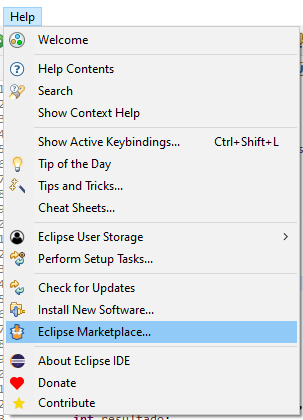 Help
Welcome
Help Contents
Search
Show Context Help
Show Active Keybindings... Ctrl+Shift+L
Tip of the Day
Tips and Tricks...
Cheat Sheets...
Eclipse User Storage
Perform Setup Tasks...
Check for Updates
Install New Software...
Eclipse Marketplace...
About Eclipse IDE
Donate
Contribute
int resultado;